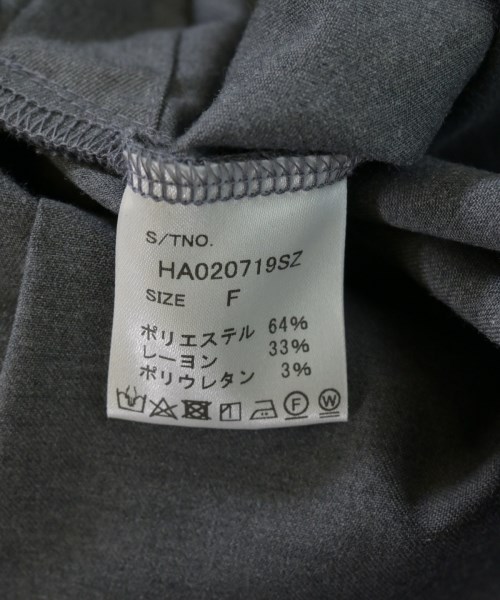 S/TNO.
HA020719SZ
SIZE F
ポリエステル 64%
レーヨン 33%
ポリウレタン 3%
F W